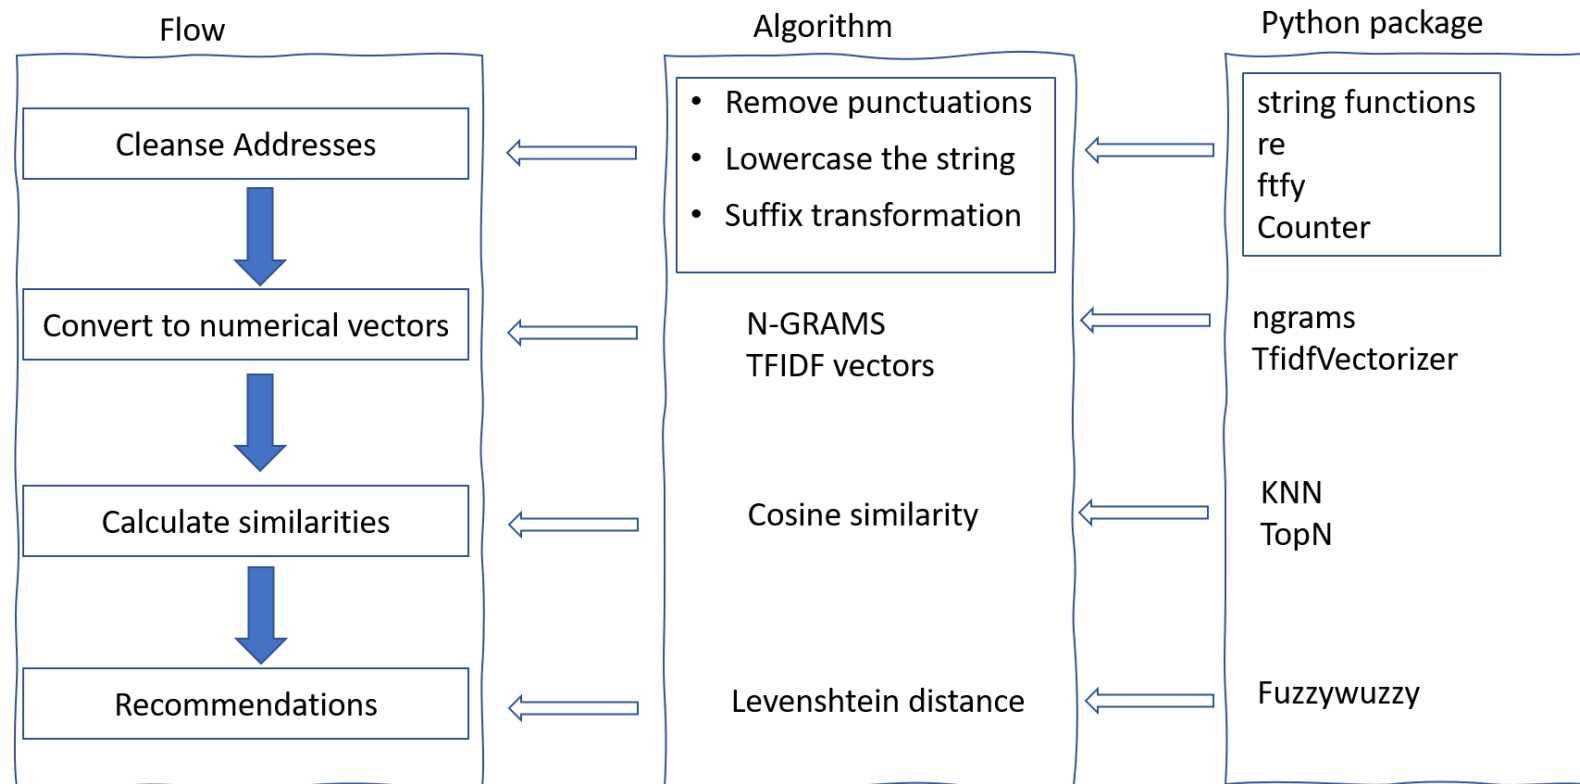 Flow
Algorithm
Python package
Cleanse Addresses
• Remove punctuations
• Lowercase the string
• Suffix transformation
string functions
re
ftfy
Counter
Convert to numerical vectors
N-GRAMS
TFIDF vectors
ngrams
TfidfVectorizer
Calculate similarities
Cosine similarity
KNN
TopN
Recommendations
Levenshtein distance
Fuzzywuzzy